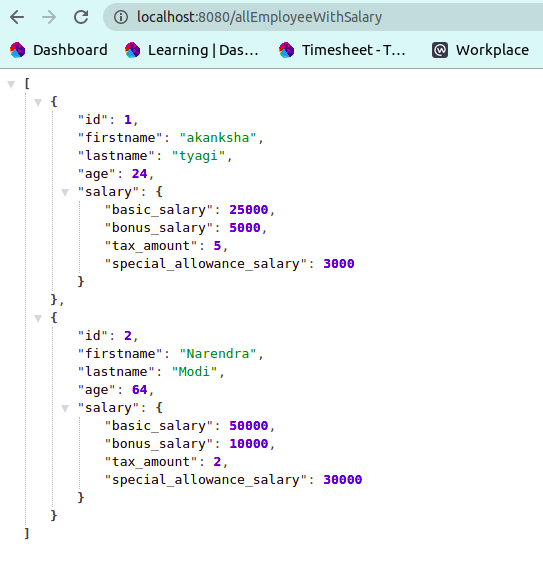 localhost:8080/allEmployeeWithSalary
Dashboard Learning | Das… Timesheet - T… Workplace
[
{
"id": 1,
"firstname": "akanksha",
"lastname": "tyagi",
"age": 24,
"salary": {
"basic_salary": 25000,
"bonus_salary": 5000,
"tax_amount": 5,
"special_allowance_salary": 3000
}
},
{
"id": 2,
"firstname": "Narendra",
"lastname": "Modi",
"age": 64,
"salary": {
"basic_salary": 50000,
"bonus_salary": 10000,
"tax_amount": 2,
"special_allowance_salary": 30000
}
}
]